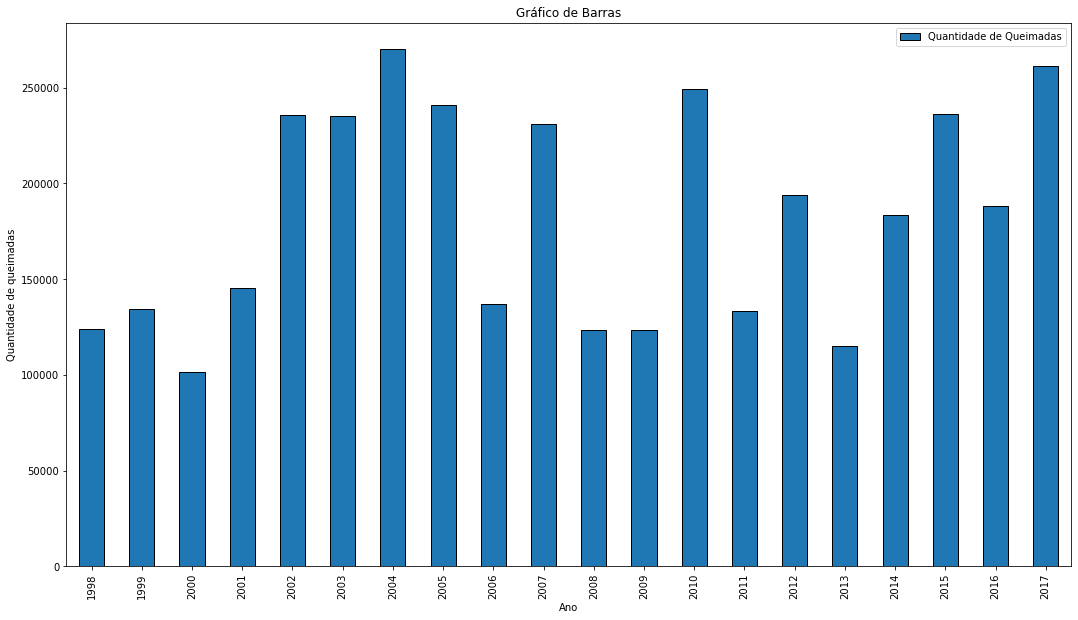 Gráfico de Barras
Quantidade de Queimadas
Quantidade de queimadas
250000
200000
150000
100000
50000
0
1998 1999 2000 2001 2002 2003 2004 2005 2006 2007 2008 2009 2010 2011 2012 2013 2014 2015 2016 2017
Ano